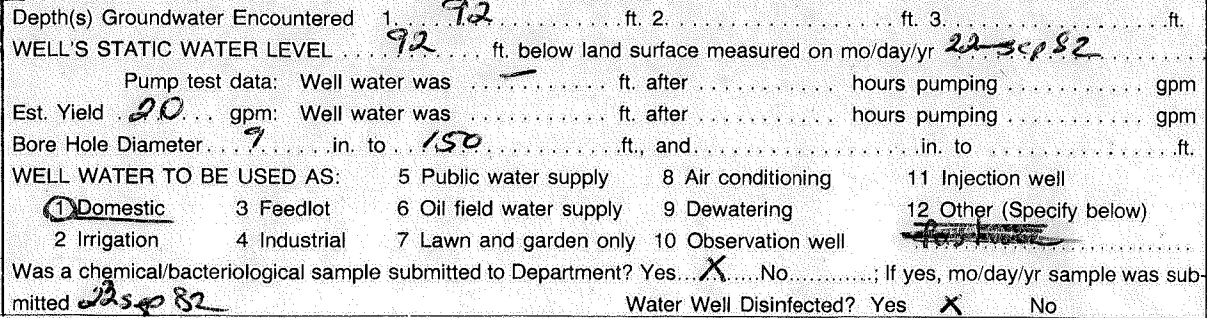 Depth(s) Groundwater Encountered 1. 92 ft. 2. ft. 3. ft.
WELL'S STATIC WATER LEVEL 92 ft. below land surface measured on mo/day/yr 22 sep 82
Pump test data: Well water was — ft. after hours pumping gpm
Est. Yield 20 gpm: Well water was ft. after hours pumping gpm
Bore Hole Diameter 9 in. to 150 ft., and in. to ft.
WELL WATER TO BE USED AS: 5 Public water supply 8 Air conditioning 11 Injection well
1 Domestic 3 Feedlot 6 Oil field water supply 9 Dewatering 12 Other (Specify below)
2 Irrigation 4 Industrial 7 Lawn and garden only 10 Observation well
Was a chemical/bacteriological sample submitted to Department? Yes X No ; If yes, mo/day/yr sample was sub-
mitted 22 sep 82 Water Well Disinfected? Yes X No